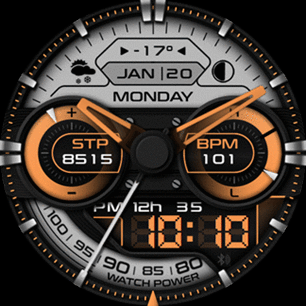 -17°
JAN 20
MONDAY
+ +
STP BPM
8515 101
- L
PM 12h 35
10:10
100 95 90 85 80
WATCH POWER